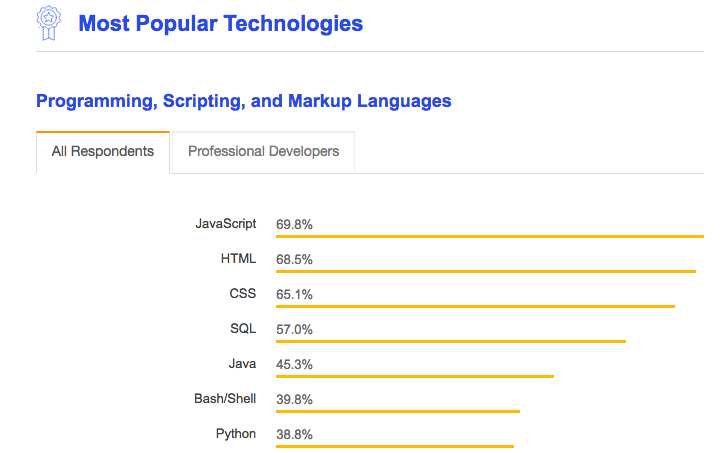 Most Popular Technologies
Programming, Scripting, and Markup Languages
All Respondents Professional Developers
JavaScript 69.8%
HTML 68.5%
CSS 65.1%
SQL 57.0%
Java 45.3%
Bash/Shell 39.8%
Python 38.8%